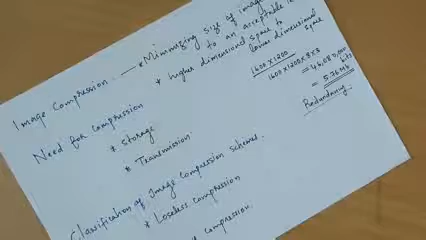 Image Compression — * Minimizing size of image
to an acceptable
* higher dimensional space to
lower dimensional space
1600 x 1200
1600 x 1200 x 8 x 3
= 46,080,000
bits
= 5.76 Mb
Redundancy
Need for compression
* storage
* Transmission
Classification of Image Compression schemes.
* Loseless compression
compression.